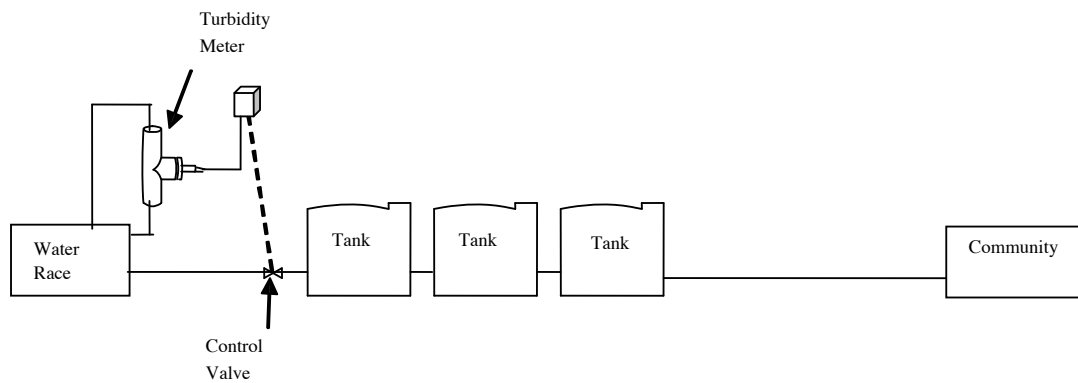 Turbidity
Meter
Water
Race
Tank
Tank
Tank
Community
Control
Valve